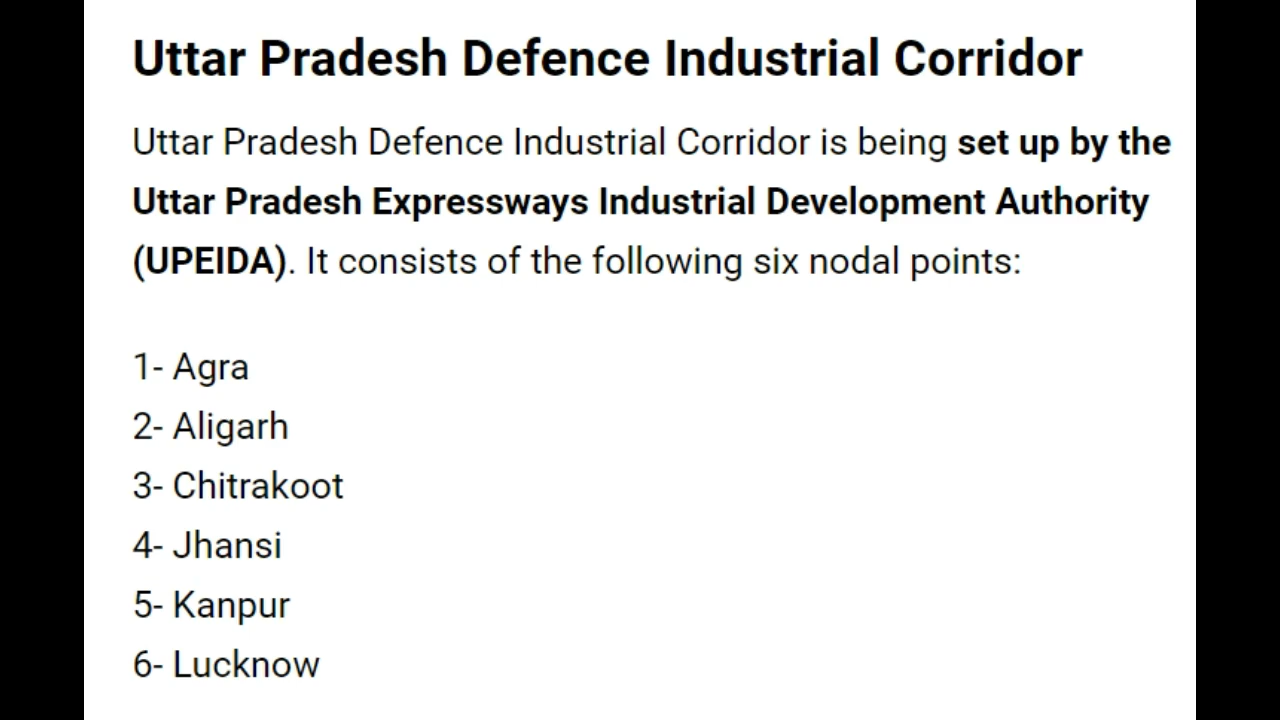 Uttar Pradesh Defence Industrial Corridor
Uttar Pradesh Defence Industrial Corridor is being set up by the
Uttar Pradesh Expressways Industrial Development Authority
(UPEIDA). It consists of the following six nodal points:
1- Agra
2- Aligarh
3- Chitrakoot
4- Jhansi
5- Kanpur
6- Lucknow